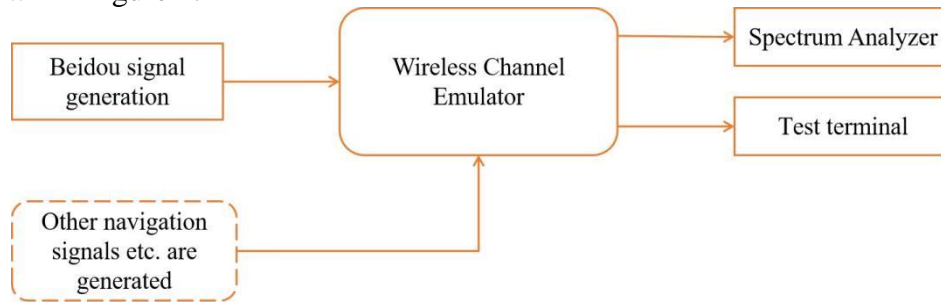 Beidou signal
generation
Wireless Channel
Emulator
Spectrum Analyzer
Test terminal
Other navigation
signals etc. are
generated